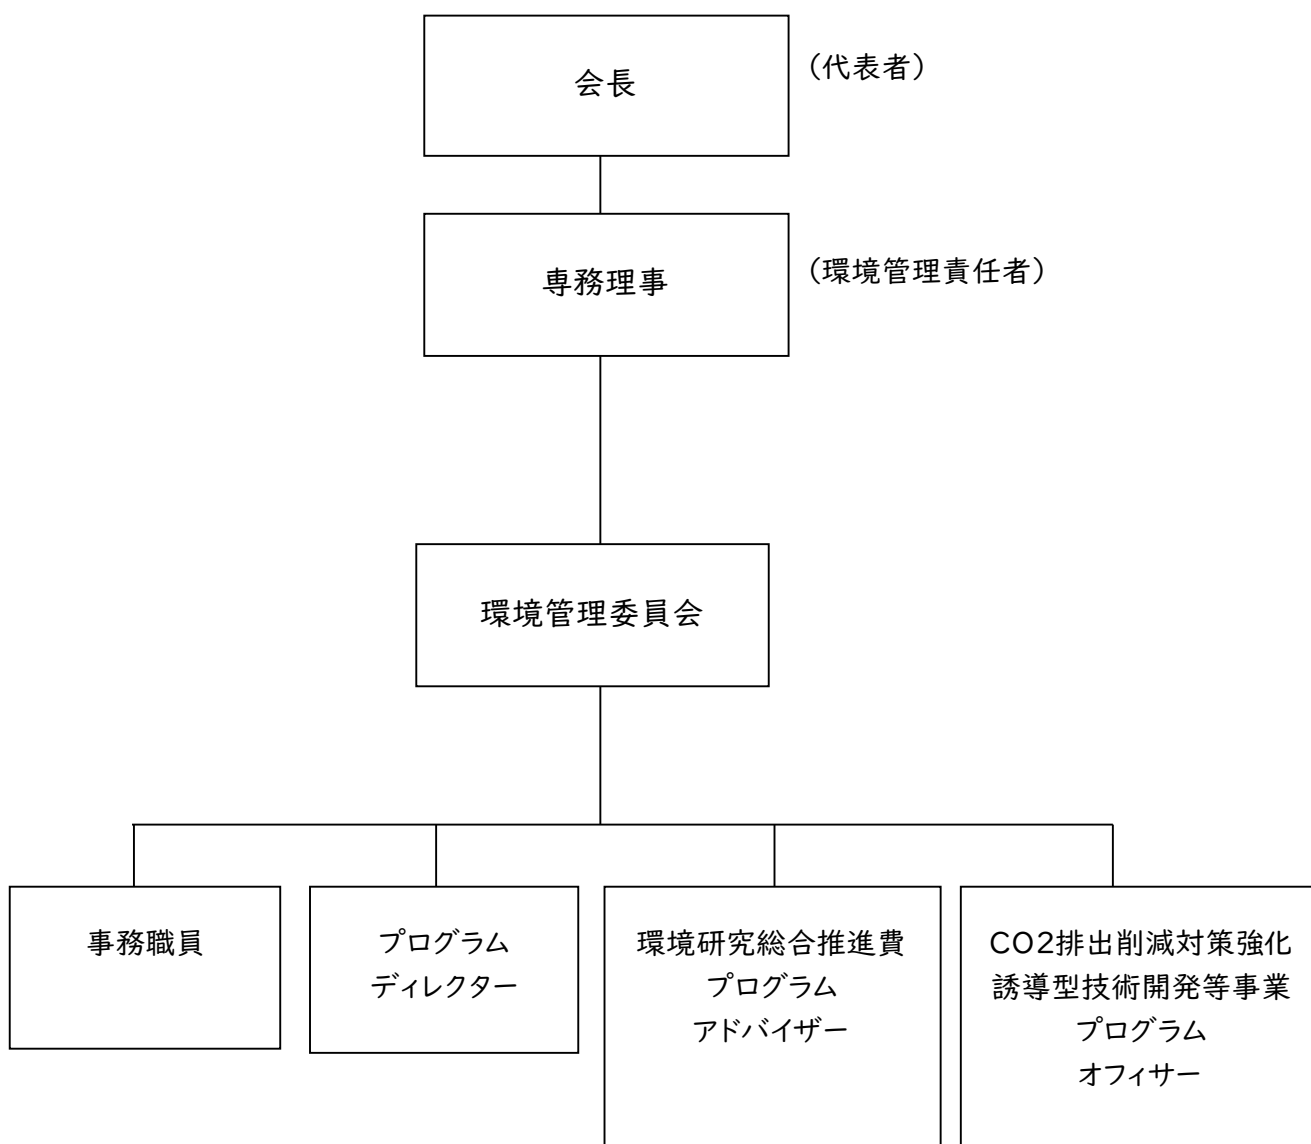 会長
（代表者）
専務理事
（環境管理責任者）
環境管理委員会
事務職員
プログラム
ディレクター
環境研究総合推進費
プログラム
アドバイザー
CO2排出削減対策強化
誘導型技術開発等事業
プログラム
オフィサー